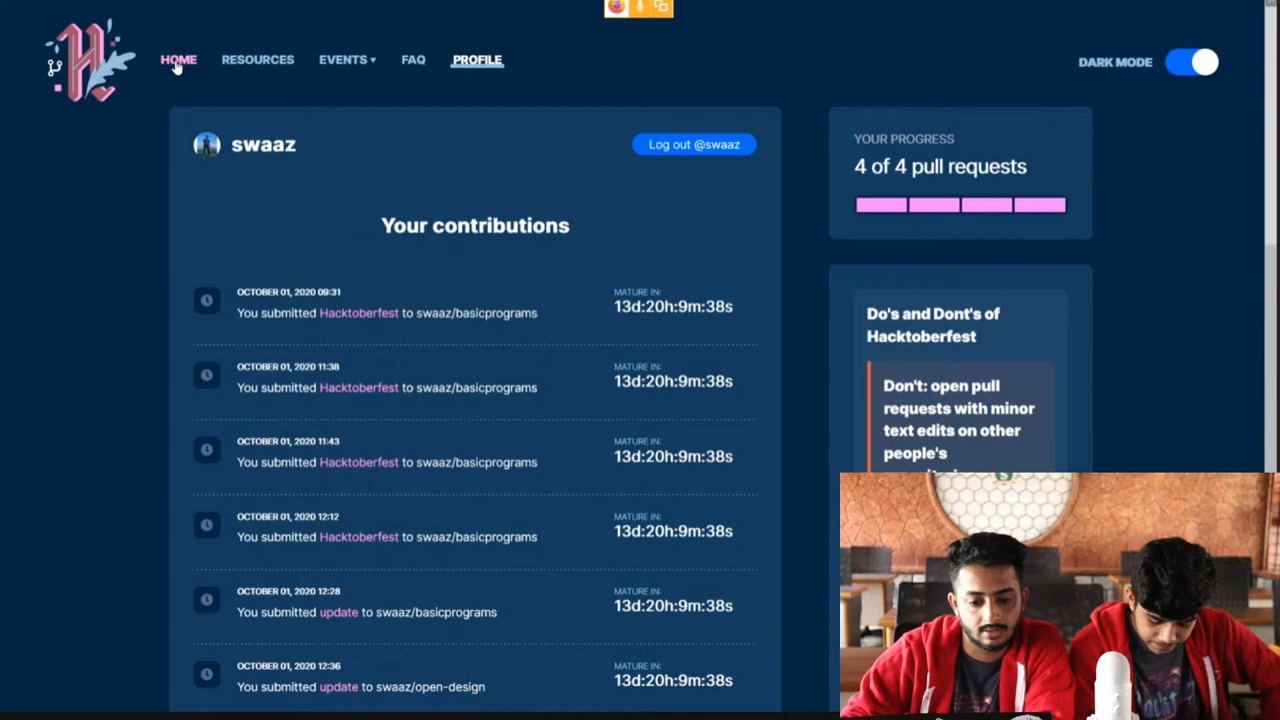 HOME
RESOURCES
EVENTS
FAQ
PROFILE
DARK MODE
swaaz
Log out @swaaz
Your contributions
OCTOBER 01, 2020 09:31
You submitted Hacktoberfest to swaaz/basicprograms
MATURE IN:
13d:20h:9m:38s
OCTOBER 01, 2020 11:38
You submitted Hacktoberfest to swaaz/basicprograms
MATURE IN:
13d:20h:9m:38s
OCTOBER 01, 2020 11:43
You submitted Hacktoberfest to swaaz/basicprograms
MATURE IN:
13d:20h:9m:38s
OCTOBER 01, 2020 12:12
You submitted Hacktoberfest to swaaz/basicprograms
MATURE IN:
13d:20h:9m:38s
OCTOBER 01, 2020 12:28
You submitted update to swaaz/basicprograms
MATURE IN:
13d:20h:9m:38s
OCTOBER 01, 2020 12:36
You submitted update to swaaz/open-design
MATURE IN:
13d:20h:9m:38s
YOUR PROGRESS
4 of 4 pull requests
Do's and Dont's of
Hacktoberfest
Don't: open pull
requests with minor
text edits on other
people's